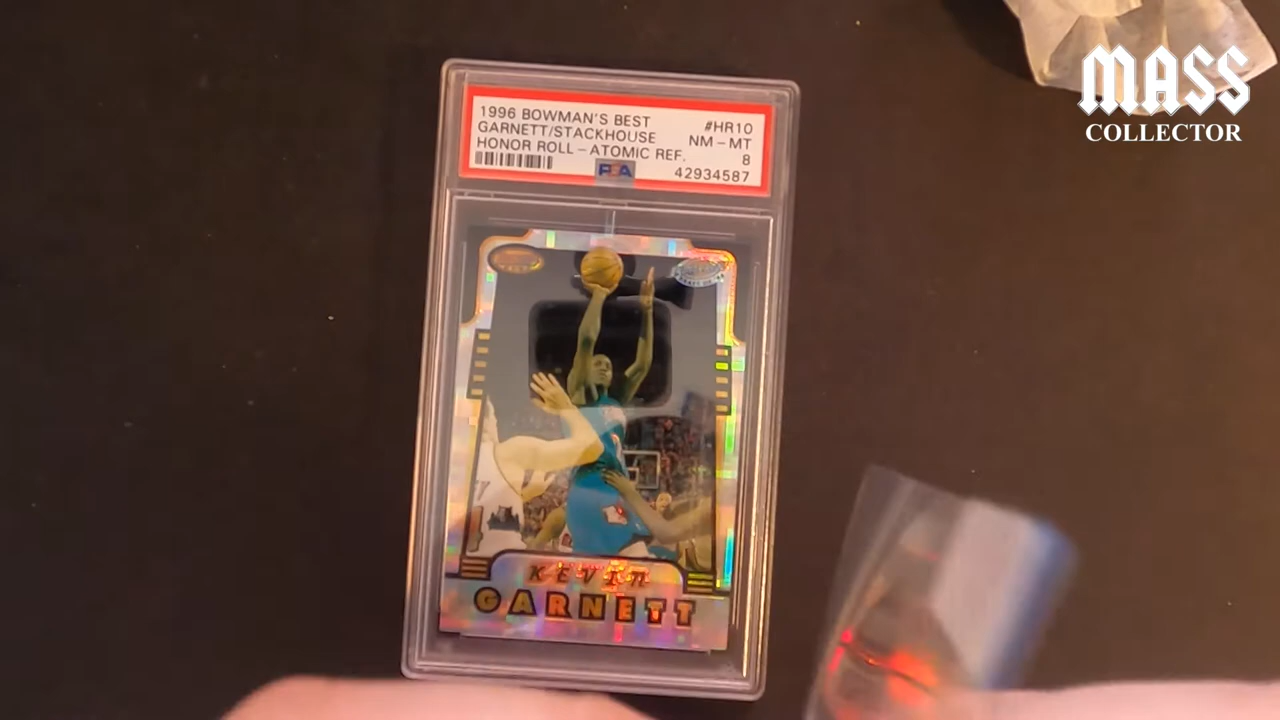 MASS
COLLECTOR
1996 BOWMAN'S BEST
GARNETT/STACKHOUSE
HONOR ROLL-ATOMIC REF.
#HR10
NM-MT
8
42934587
PSA
KEVIN
GARNETT